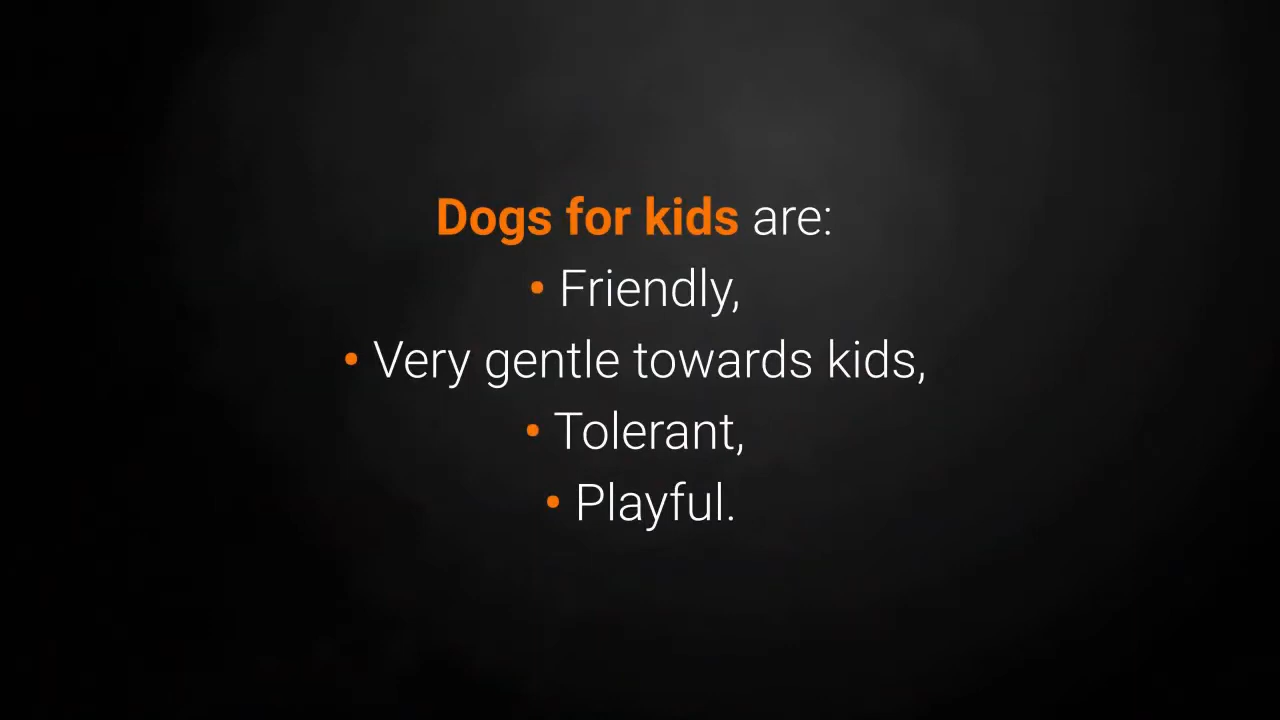 Dogs for kids are:
• Friendly,
• Very gentle towards kids,
• Tolerant,
• Playful.